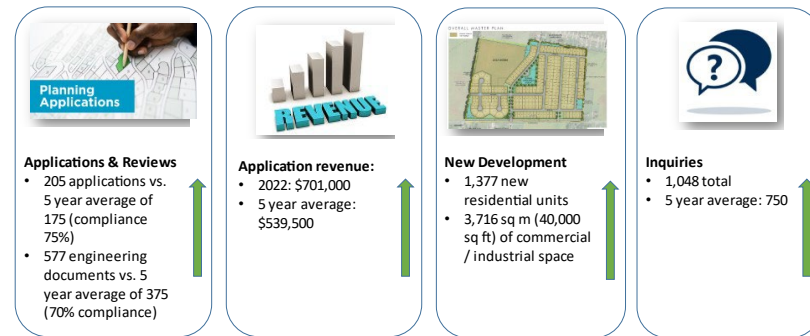 Planning
Applications
Applications & Reviews
• 205 applications vs.
5 year average of
175 (compliance
75%)
• 577 engineering
documents vs. 5
year average of 375
(70% compliance)
REVENUE
Application revenue:
• 2022: $701,000
• 5 year average:
$539,500
OVERALL MASTER PLAN
New Development
• 1,377 new
residential units
• 3,716 sq m (40,000
sq ft) of commercial
/ industrial space
?
Inquiries
• 1,048 total
• 5 year average: 750